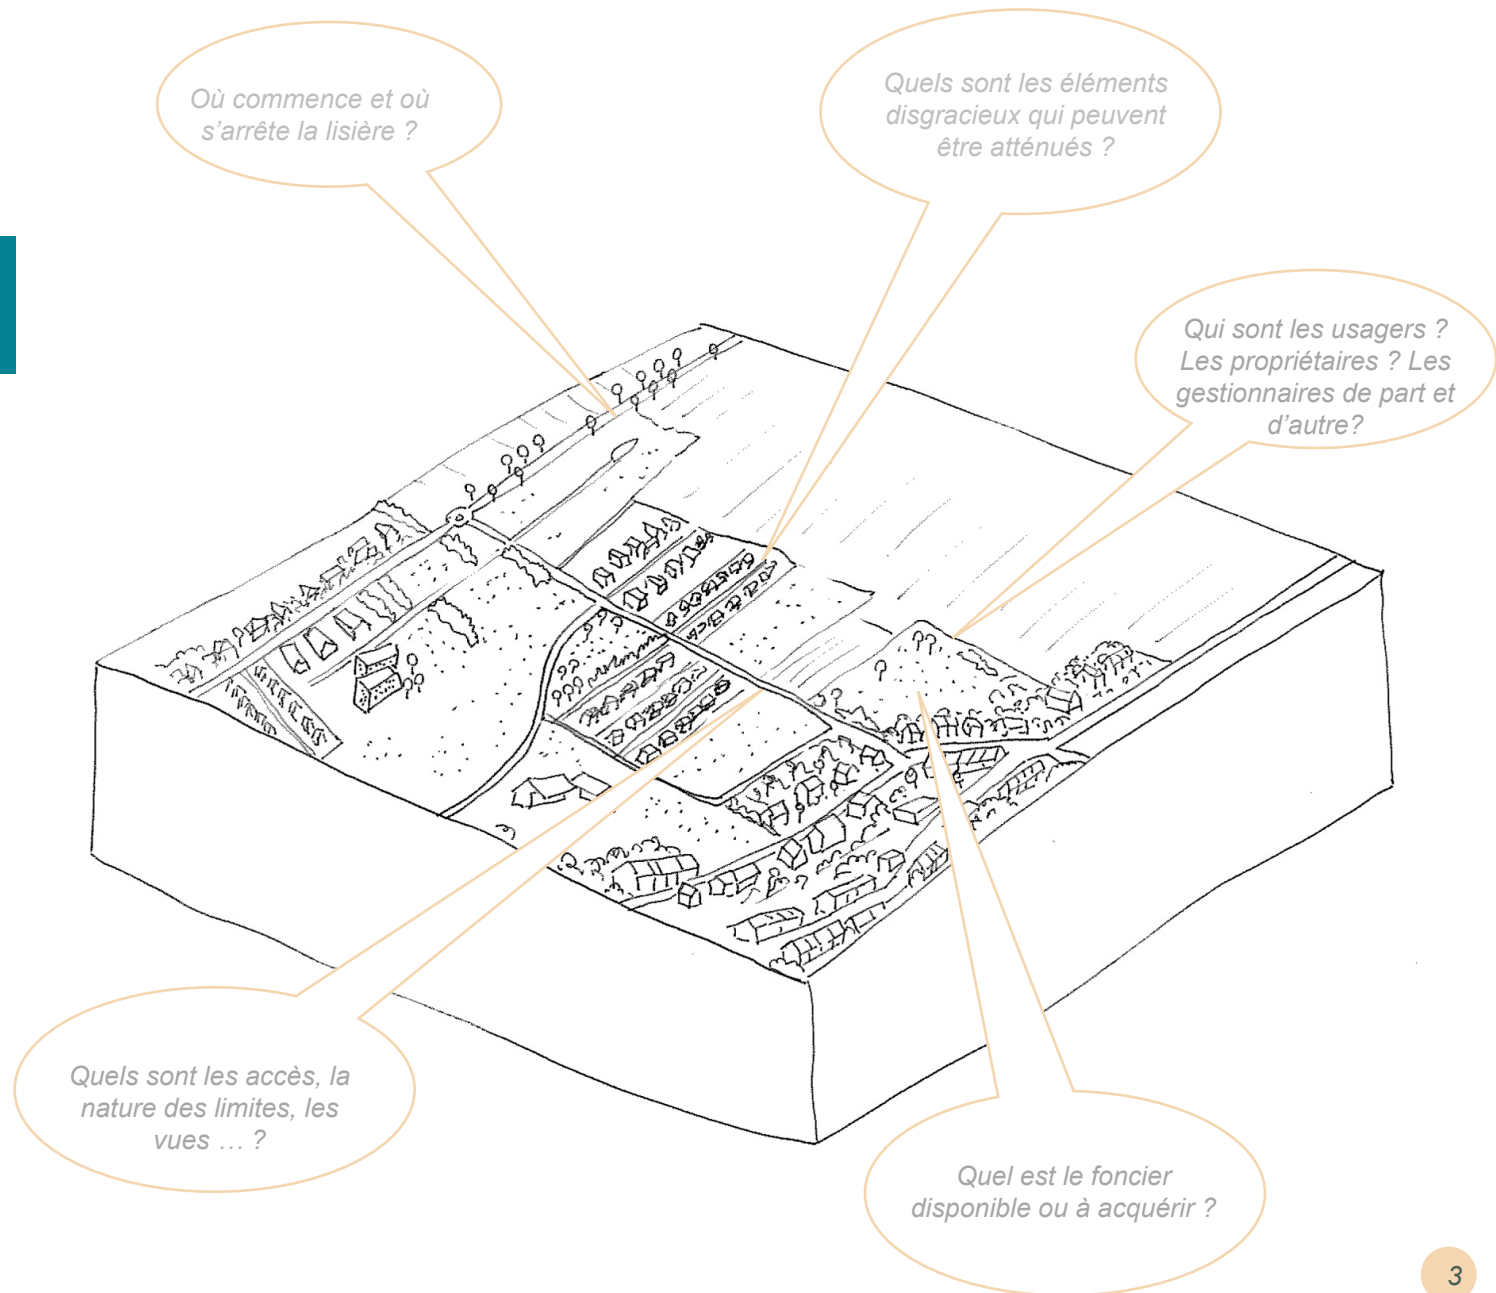 Où commence et où
s'arrête la lisière ?
Quels sont les éléments
disgracieux qui peuvent
être atténués ?
Qui sont les usagers ?
Les propriétaires ? Les
gestionnaires de part et
d'autre?
Quels sont les accès, la
nature des limites, les
vues … ?
Quel est le foncier
disponible ou à acquérir ?
3